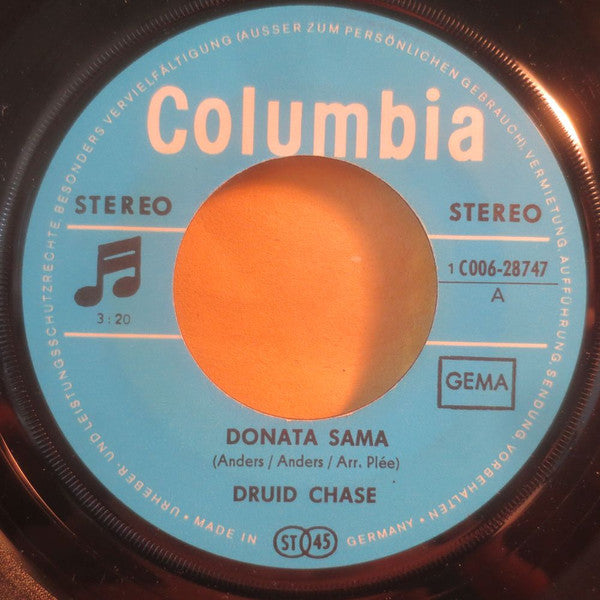 URHEBER- UND LEISTUNGSSCHUTZRECHTE, BESONDERS VERVIELFÄLTIGUNG (AUSSER ZUM PERSÖNLICHEN GEBRAUCH), VERMIETUNG, AUFFÜHRUNG, SENDUNG, VORBEHALTEN
Columbia
STEREO
STEREO
3:20
1 C006-28747
A
GEMA
DONATA SAMA
(Anders / Anders / Arr. Plée)
DRUID CHASE
• MADE IN GERMANY •
ST 45